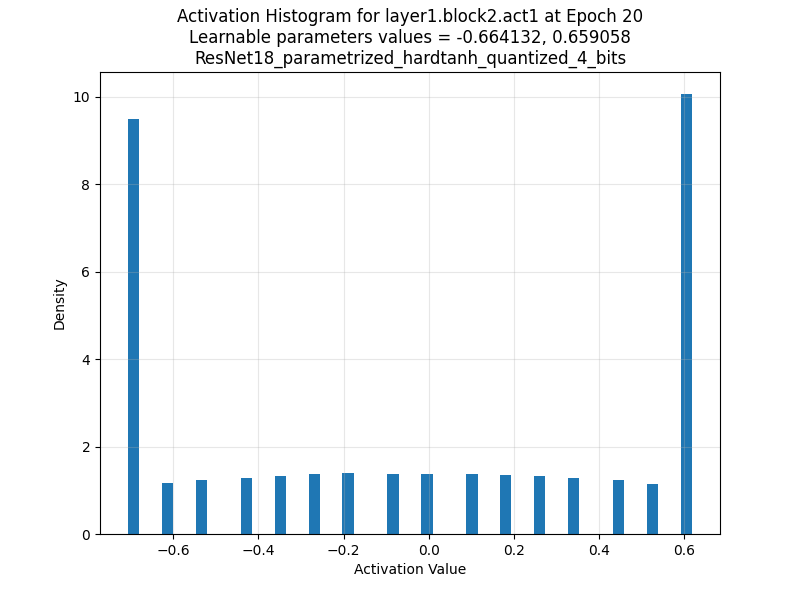 Activation Histogram for layer1.block2.act1 at Epoch 20
Learnable parameters values = -0.664132, 0.659058
ResNet18_parametrized_hardtanh_quantized_4_bits
10
8
6
4
2
0
Density
−0.6 −0.4 −0.2 0.0 0.2 0.4 0.6
Activation Value